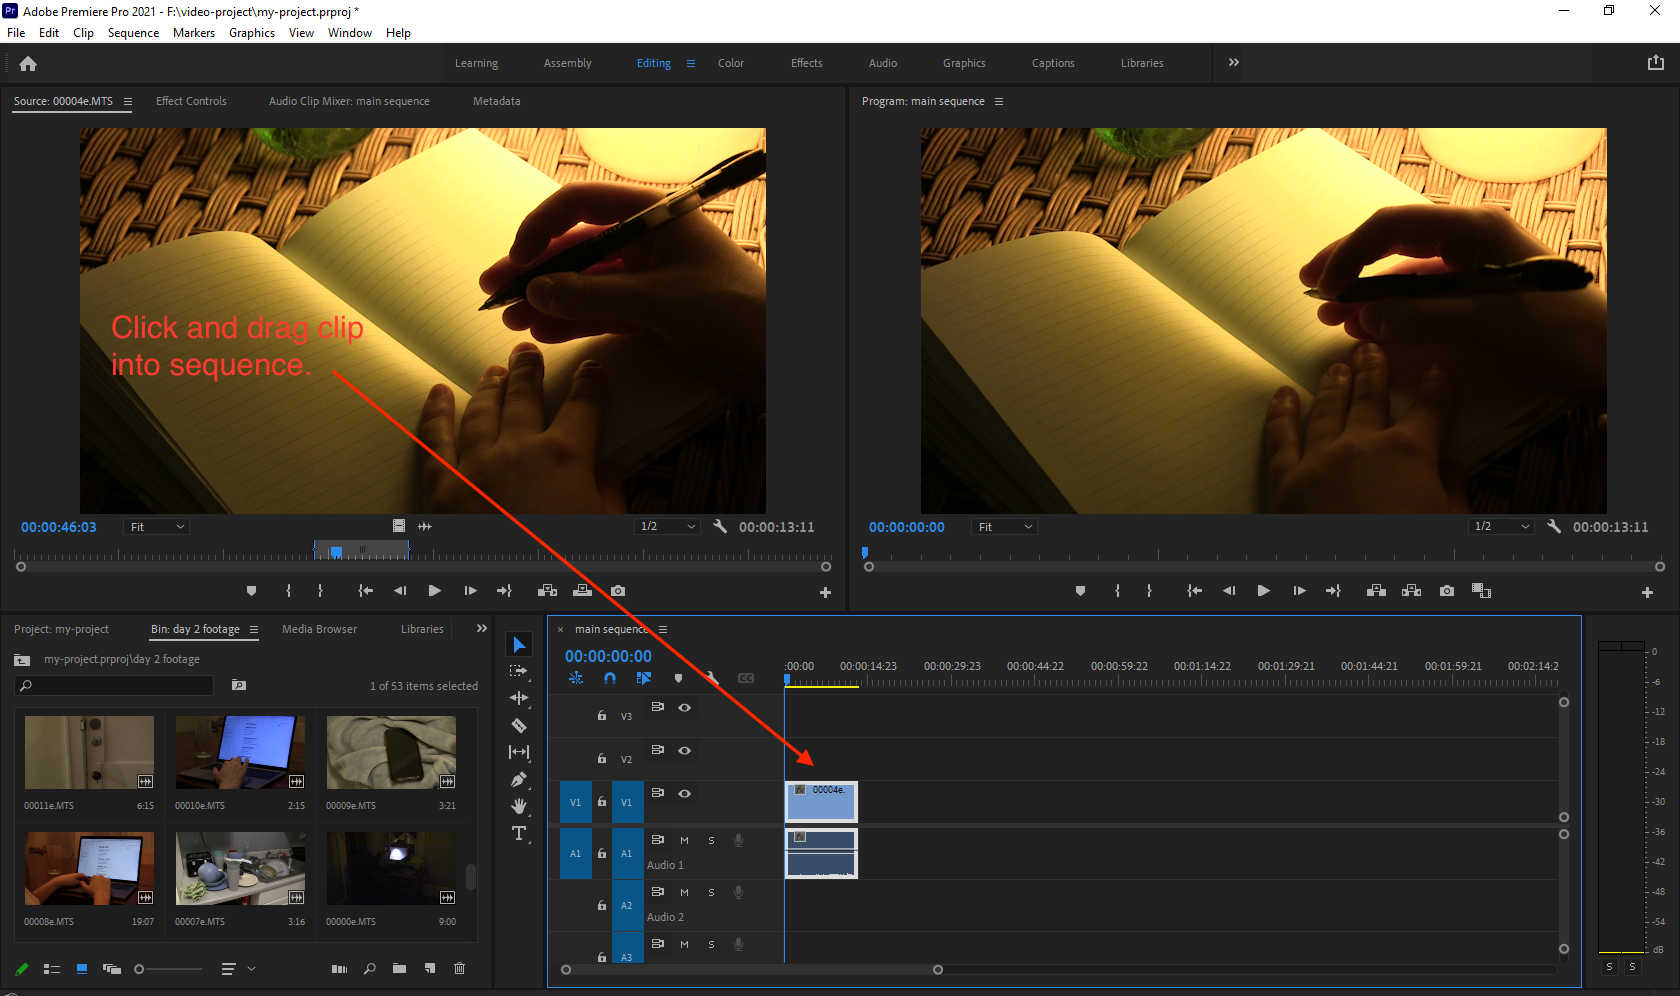 Adobe Premiere Pro 2021 - F:\video-project\my-project.prproj *
File Edit Clip Sequence Markers Graphics View Window Help
Learning Assembly Editing Color Effects Audio Graphics Captions Libraries
Source: 00004e.MTS Effect Controls Audio Clip Mixer: main sequence Metadata
Program: main sequence
Click and drag clip
into sequence.
00:00:46:03 Fit 1/2 00:00:13:11
00:00:00:00 Fit 1/2 00:00:13:11
Project: my-project Bin: day 2 footage Media Browser Libraries
my-project.prproj\day 2 footage
1 of 53 items selected
00011e.MTS 6:15
00010e.MTS 2:15
00009e.MTS 3:21
00008e.MTS 19:07
00007e.MTS 3:16
00000e.MTS 9:00
× main sequence
00:00:00:00
:00:00 00:00:14:23 00:00:29:23 00:00:44:22 00:00:59:22 00:01:14:22 00:01:29:21 00:01:44:21 00:01:59:21 00:02:14:2
V3
V2
V1 V1
fx 00004e.
A1 A1 M S
fx
Audio 1
A2 M S
Audio 2
A3 M S
0
-6
-12
-18
-24
-30
-36
-42
-48
-54
dB
S S